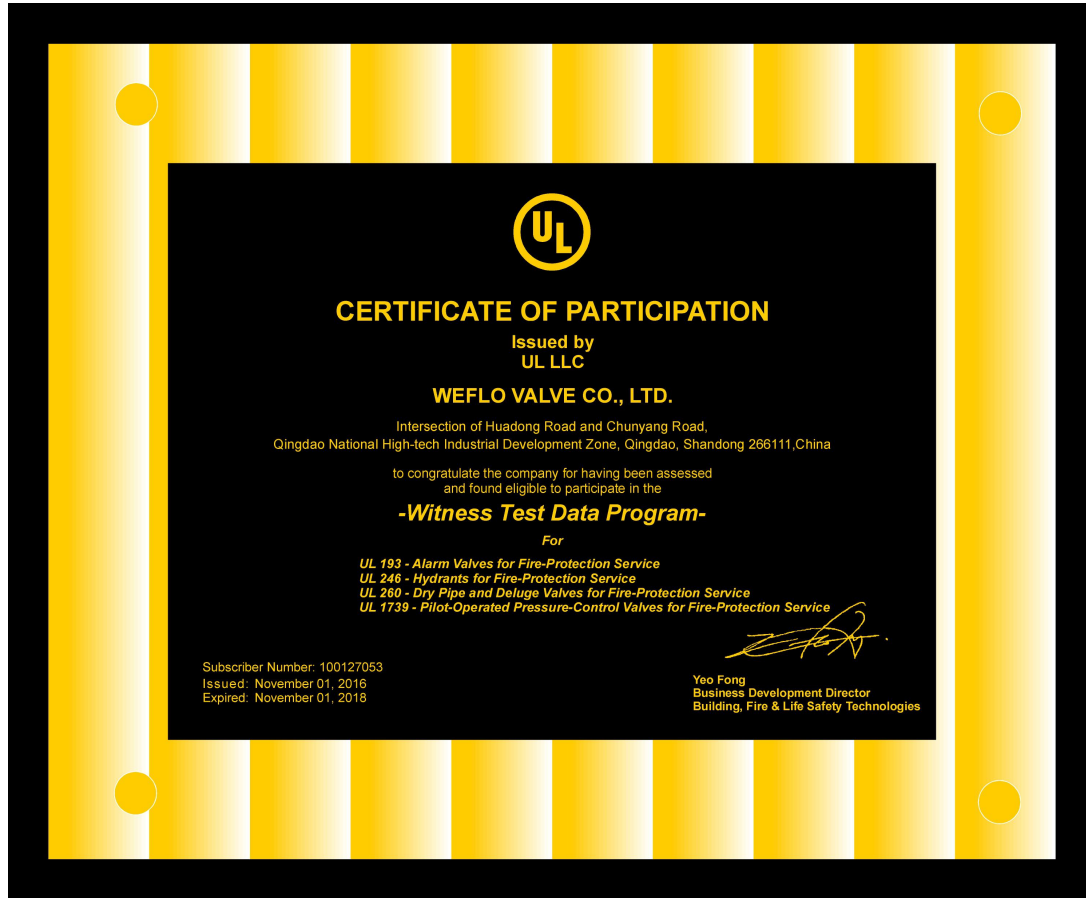 UL
CERTIFICATE OF PARTICIPATION
Issued by
UL LLC
WEFLO VALVE CO., LTD.
Intersection of Huadong Road and Chunyang Road,
Qingdao National High-tech Industrial Development Zone, Qingdao, Shandong 266111,China
to congratulate the company for having been assessed
and found eligible to participate in the
-Witness Test Data Program-
For
UL 193 - Alarm Valves for Fire-Protection Service
UL 246 - Hydrants for Fire-Protection Service
UL 260 - Dry Pipe and Deluge Valves for Fire-Protection Service
UL 1739 - Pilot-Operated Pressure-Control Valves for Fire-Protection Service
Subscriber Number: 100127053
Issued: November 01, 2016
Expired: November 01, 2018
Yeo Fong
Business Development Director
Building, Fire & Life Safety Technologies